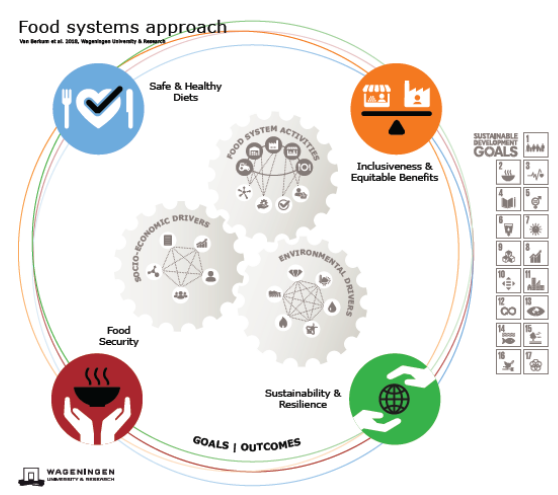 Food systems approach
Van Berkum et al. 2018, Wageningen University & Research
Safe & Healthy
Diets
Inclusiveness &
Equitable Benefits
FOOD SYSTEM ACTIVITIES
SOCIO-ECONOMIC DRIVERS
ENVIRONMENTAL DRIVERS
Food
Security
Sustainability &
Resilience
GOALS | OUTCOMES
SUSTAINABLE
DEVELOPMENT
GOALS
1
2
3
4
5
6
7
8
9
10
11
12
13
14
15
16
17
WAGENINGEN
UNIVERSITY & RESEARCH